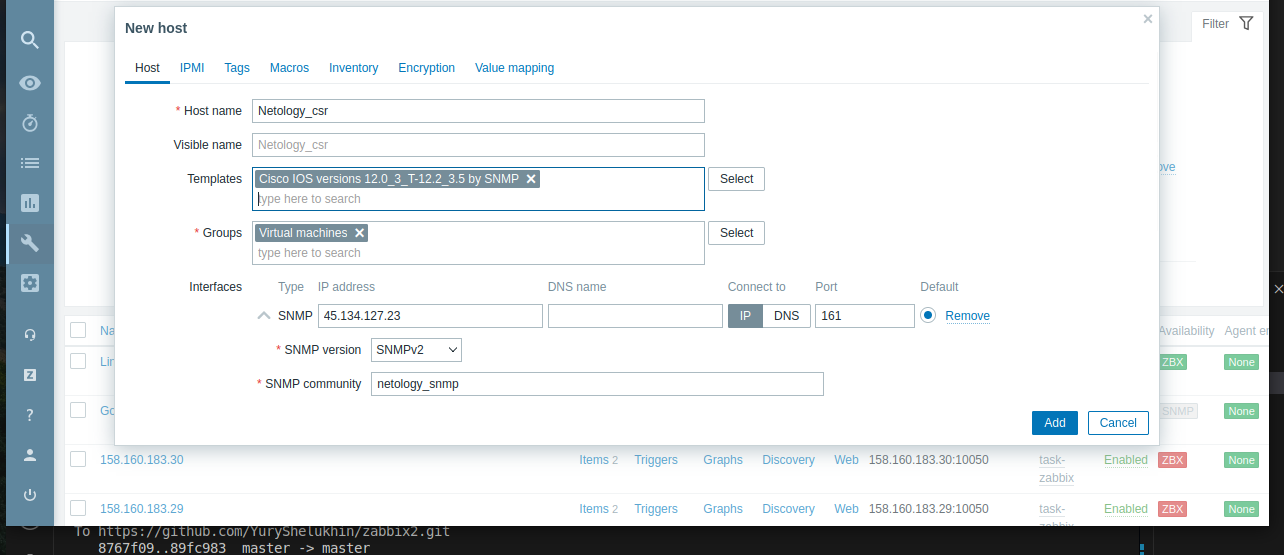 New host
×
Filter
Host IPMI Tags Macros Inventory Encryption Value mapping
* Host name Netology_csr
Visible name Netology_csr
Templates Cisco IOS versions 12.0_3_T-12.2_3.5 by SNMP Select
type here to search
* Groups Virtual machines Select
type here to search
Interfaces Type IP address DNS name Connect to Port Default
SNMP 45.134.127.23 IP DNS 161 Remove
* SNMP version SNMPv2
* SNMP community netology_snmp
Add Cancel
Na Availability Agent en
Lin ZBX None
Go SNMP None
158.160.183.30 Items 2 Triggers Graphs Discovery Web 158.160.183.30:10050 task-
zabbix Enabled ZBX None
158.160.183.29 Items 2 Triggers Graphs Discovery Web 158.160.183.29:10050 task-
zabbix Enabled ZBX None
To https://github.com/YuryShelukhin/zabbix2.git
8767f09..89fc983 master -> master